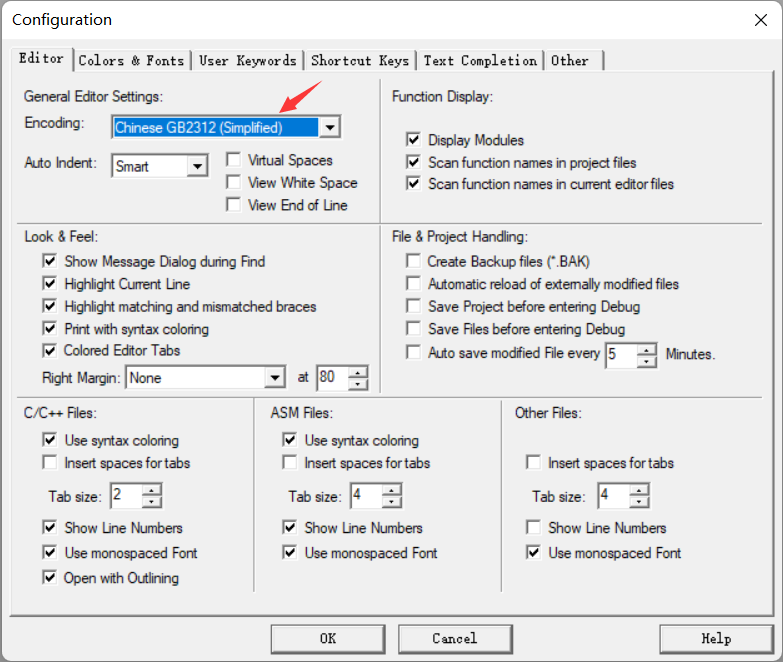 Configuration
Editor Colors & Fonts User Keywords Shortcut Keys Text Completion Other
General Editor Settings:
Encoding: Chinese GB2312 (Simplified)
Auto Indent: Smart
Virtual Spaces
View White Space
View End of Line
Function Display:
Display Modules
Scan function names in project files
Scan function names in current editor files
Look & Feel:
Show Message Dialog during Find
Highlight Current Line
Highlight matching and mismatched braces
Print with syntax coloring
Colored Editor Tabs
Right Margin: None at 80
File & Project Handling:
Create Backup files (*.BAK)
Automatic reload of externally modified files
Save Project before entering Debug
Save Files before entering Debug
Auto save modified File every 5 Minutes.
C/C++ Files:
Use syntax coloring
Insert spaces for tabs
Tab size: 2
Show Line Numbers
Use monospaced Font
Open with Outlining
ASM Files:
Use syntax coloring
Insert spaces for tabs
Tab size: 4
Show Line Numbers
Use monospaced Font
Other Files:
Insert spaces for tabs
Tab size: 4
Show Line Numbers
Use monospaced Font
OK Cancel Help